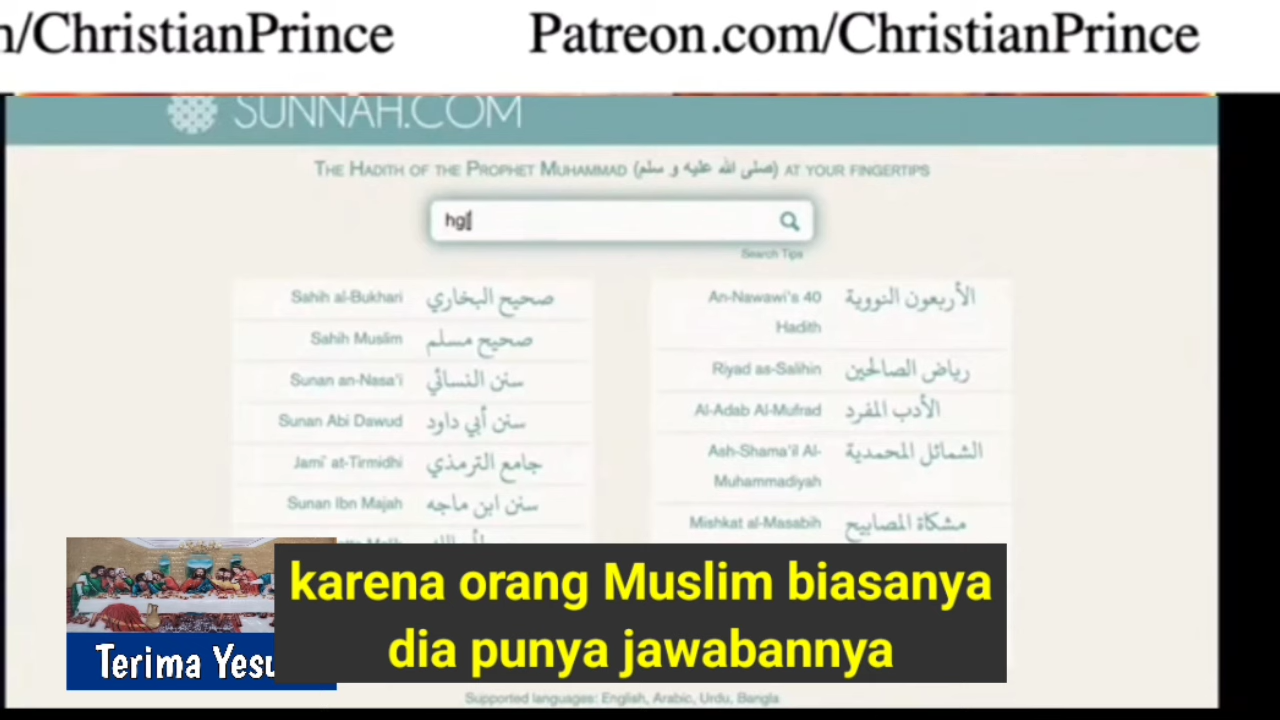 n/ChristianPrince Patreon.com/ChristianPrince
SUNNAH.COM
THE HADITH OF THE PROPHET MUHAMMAD (صلى الله عليه و سلم) AT YOUR FINGERTIPS
hg[
Search Tips
Sahih al-Bukhari صحيح البخاري
Sahih Muslim صحيح مسلم
Sunan an-Nasa'i سنن النسائي
Sunan Abi Dawud سنن أبي داود
Jami` at-Tirmidhi جامع الترمذي
Sunan Ibn Majah سنن ابن ماجه
An-Nawawi's 40 الأربعون النووية
Hadith
Riyad as-Salihin رياض الصالحين
Al-Adab Al-Mufrad الأدب المفرد
Ash-Shama'il Al- الشمائل المحمدية
Muhammadiyah
Mishkat al-Masabih مشكاة المصابيح
karena orang Muslim biasanya
dia punya jawabannya
Terima Yesu
Supported languages: English, Arabic, Urdu, Bangla